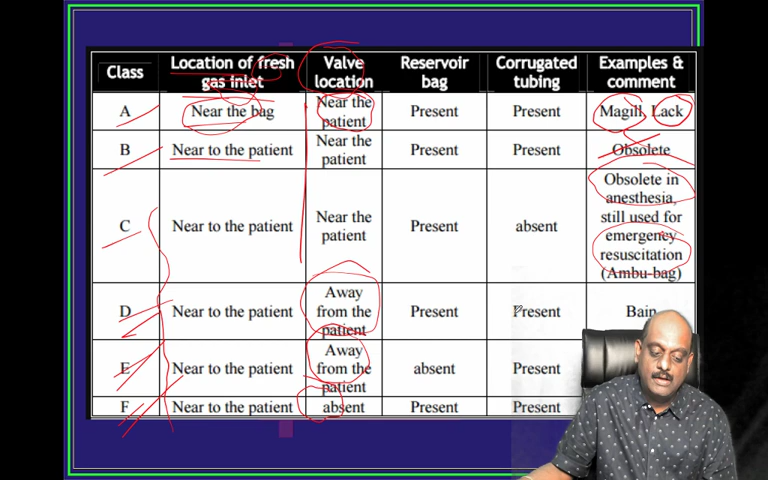 Class
Location of fresh
gas inlet
Valve
location
Reservoir
bag
Corrugated
tubing
Examples &
comment
A
Near the bag
Near the
patient
Present
Present
Magill, Lack
B
Near to the patient
Near the
patient
Present
Present
Obsolete
C
Near to the patient
Near the
patient
Present
absent
Obsolete in
anesthesia,
still used for
emergency
resuscitation
(Ambu-bag)
D
Near to the patient
Away
from the
patient
Present
Present
Bain
E
Near to the patient
Away
from the
patient
absent
Present
F
Near to the patient
absent
Present
Present